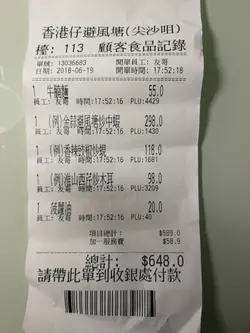 香港仔避風塘(尖沙咀)
檯: 113 顧客食品記錄
單號: 13036683 開單員工: 友哥
日期: 2018-06-19 開單時間: 17:52:18
1 牛腩麵 55.0
員工: 友哥 時間: 17:52:16 PLU: 4429
1 (例)金蒜避風塘炒中蝦 298.0
員工: 友哥 時間: 17:52:16 PLU: 309
1 (例)香辣豉椒炒蜆 118.0
員工: 友哥 時間: 17:52:16 PLU: 1681
1 (例)淮山西芹炒木耳 98.0
員工: 友哥 時間: 17:52:16 PLU: 3209
1 菠蘿油 20.0
員工: 友哥 時間: 17:52:16 PLU: 40
項目總計: $589.0
加一服務費 $58.9
總計: $648.0
請帶此單到收銀處付款